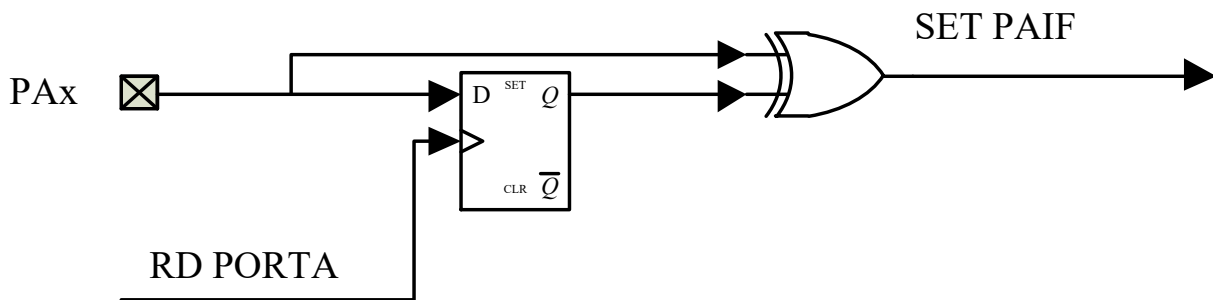 SET PAIF
PAx
D SET Q
CLR Q̅
RD PORTA